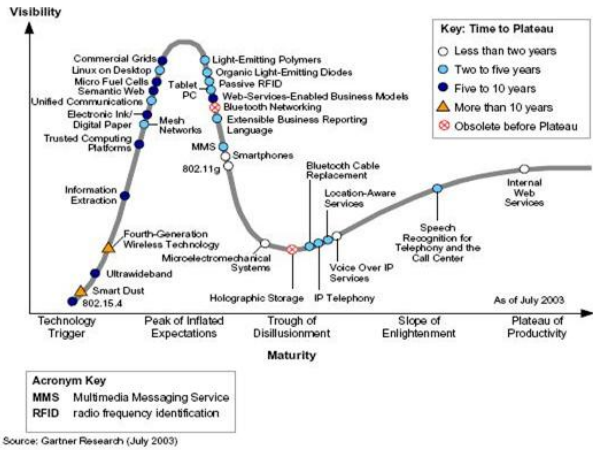 Visibility
Key: Time to Plateau
Less than two years
Two to five years
Five to 10 years
More than 10 years
Obsolete before Plateau
Commercial Grids
Linux on Desktop
Micro Fuel Cells
Semantic Web
Unified Communications
Electronic Ink/
Digital Paper
Mesh
Networks
Trusted Computing
Platforms
Information
Extraction
Fourth-Generation
Wireless Technology
Ultrawideband
Smart Dust
802.15.4
Light-Emitting Polymers
Organic Light-Emitting Diodes
Passive RFID
Tablet
PC
Web-Services-Enabled Business Models
Bluetooth Networking
Extensible Business Reporting
Language
MMS
Smartphones
802.11g
Microelectromechanical
Systems
Holographic Storage
Bluetooth Cable
Replacement
Location-Aware
Services
Voice Over IP
Services
IP Telephony
Speech
Recognition for
Telephony and the
Call Center
Internal
Web
Services
As of July 2003
Technology
Trigger
Peak of Inflated
Expectations
Trough of
Disillusionment
Slope of
Enlightenment
Plateau of
Productivity
Maturity
Acronym Key
MMS Multimedia Messaging Service
RFID radio frequency identification
Source: Gartner Research (July 2003)